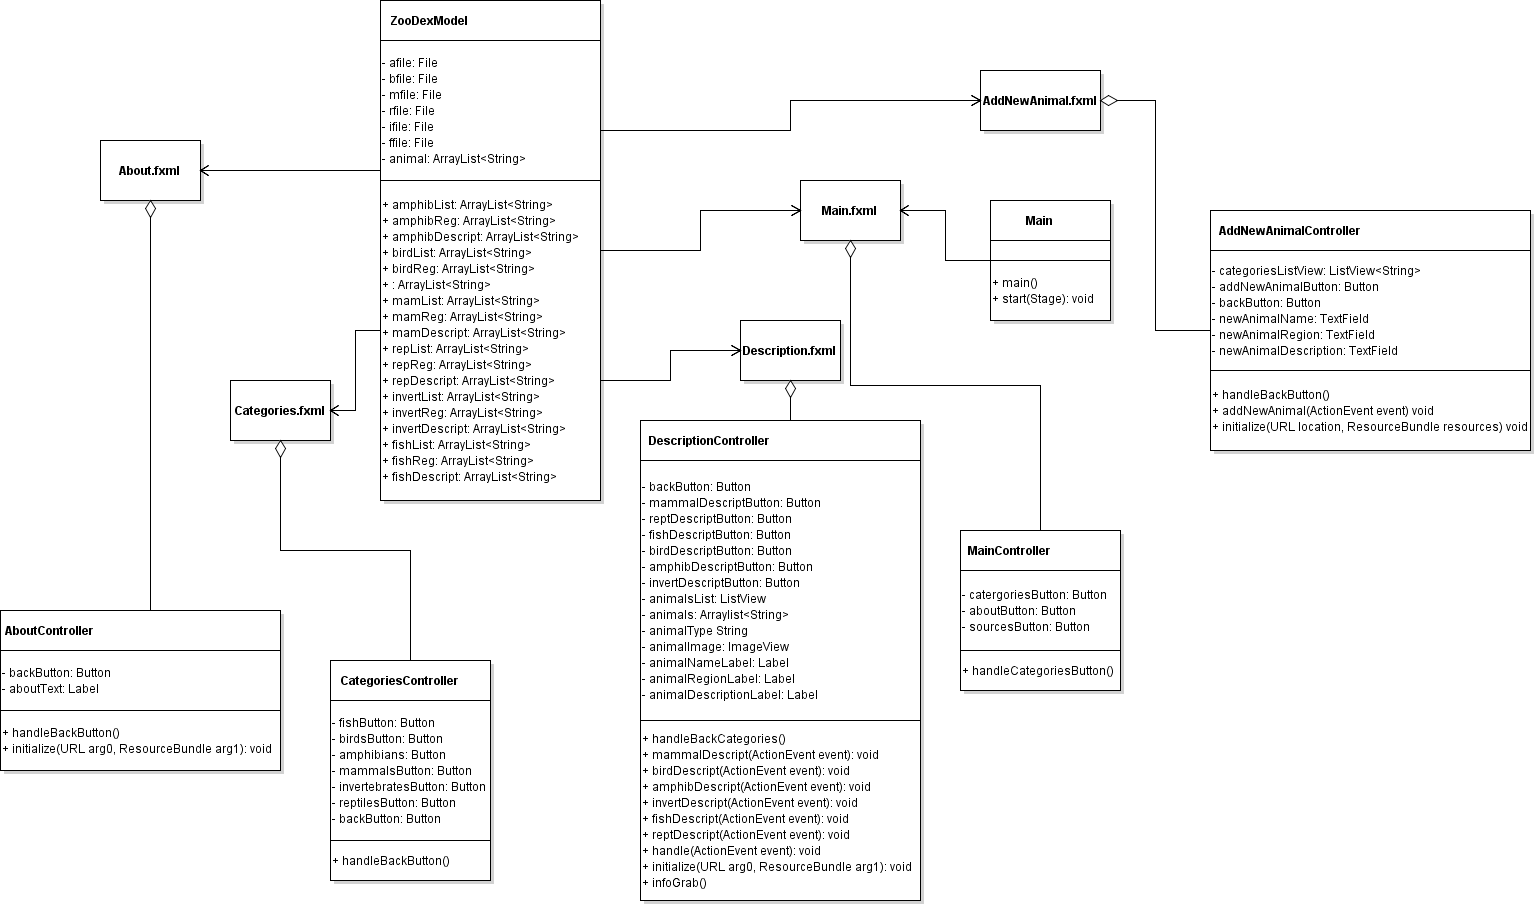 ZooDexModel
- afile: File
- bfile: File
- mfile: File
- rfile: File
- ifile: File
- ffile: File
- animal: ArrayList<String>
+ amphibList: ArrayList<String>
+ amphibReg: ArrayList<String>
+ amphibDescript: ArrayList<String>
+ birdList: ArrayList<String>
+ birdReg: ArrayList<String>
+ : ArrayList<String>
+ mamList: ArrayList<String>
+ mamReg: ArrayList<String>
+ mamDescript: ArrayList<String>
+ repList: ArrayList<String>
+ repReg: ArrayList<String>
+ repDescript: ArrayList<String>
+ invertList: ArrayList<String>
+ invertReg: ArrayList<String>
+ invertDescript: ArrayList<String>
+ fishList: ArrayList<String>
+ fishReg: ArrayList<String>
+ fishDescript: ArrayList<String>
AddNewAnimal.fxml
About.fxml
Main.fxml
Main
+ main()
+ start(Stage): void
AddNewAnimalController
- categoriesListView: ListView<String>
- addNewAnimalButton: Button
- backButton: Button
- newAnimalName: TextField
- newAnimalRegion: TextField
- newAnimalDescription: TextField
+ handleBackButton()
+ addNewAnimal(ActionEvent event) void
+ initialize(URL location, ResourceBundle resources) void
Description.fxml
Categories.fxml
DescriptionController
- backButton: Button
- mammalDescriptButton: Button
- reptDescriptButton: Button
- fishDescriptButton: Button
- birdDescriptButton: Button
- amphibDescriptButton: Button
- invertDescriptButton: Button
- animalsList: ListView
- animals: Arraylist<String>
- animalType String
- animalImage: ImageView
- animalNameLabel: Label
- animalRegionLabel: Label
- animalDescriptionLabel: Label
+ handleBackCategories()
+ mammalDescript(ActionEvent event): void
+ birdDescript(ActionEvent event): void
+ amphibDescript(ActionEvent event): void
+ invertDescript(ActionEvent event): void
+ fishDescript(ActionEvent event): void
+ reptDescript(ActionEvent event): void
+ handle(ActionEvent event): void
+ initialize(URL arg0, ResourceBundle arg1): void
+ infoGrab()
MainController
- catergoriesButton: Button
- aboutButton: Button
- sourcesButton: Button
+ handleCategoriesButton()
AboutController
- backButton: Button
- aboutText: Label
+ handleBackButton()
+ initialize(URL arg0, ResourceBundle arg1): void
CategoriesController
- fishButton: Button
- birdsButton: Button
- amphibians: Button
- mammalsButton: Button
- invertebratesButton: Button
- reptilesButton: Button
- backButton: Button
+ handleBackButton()